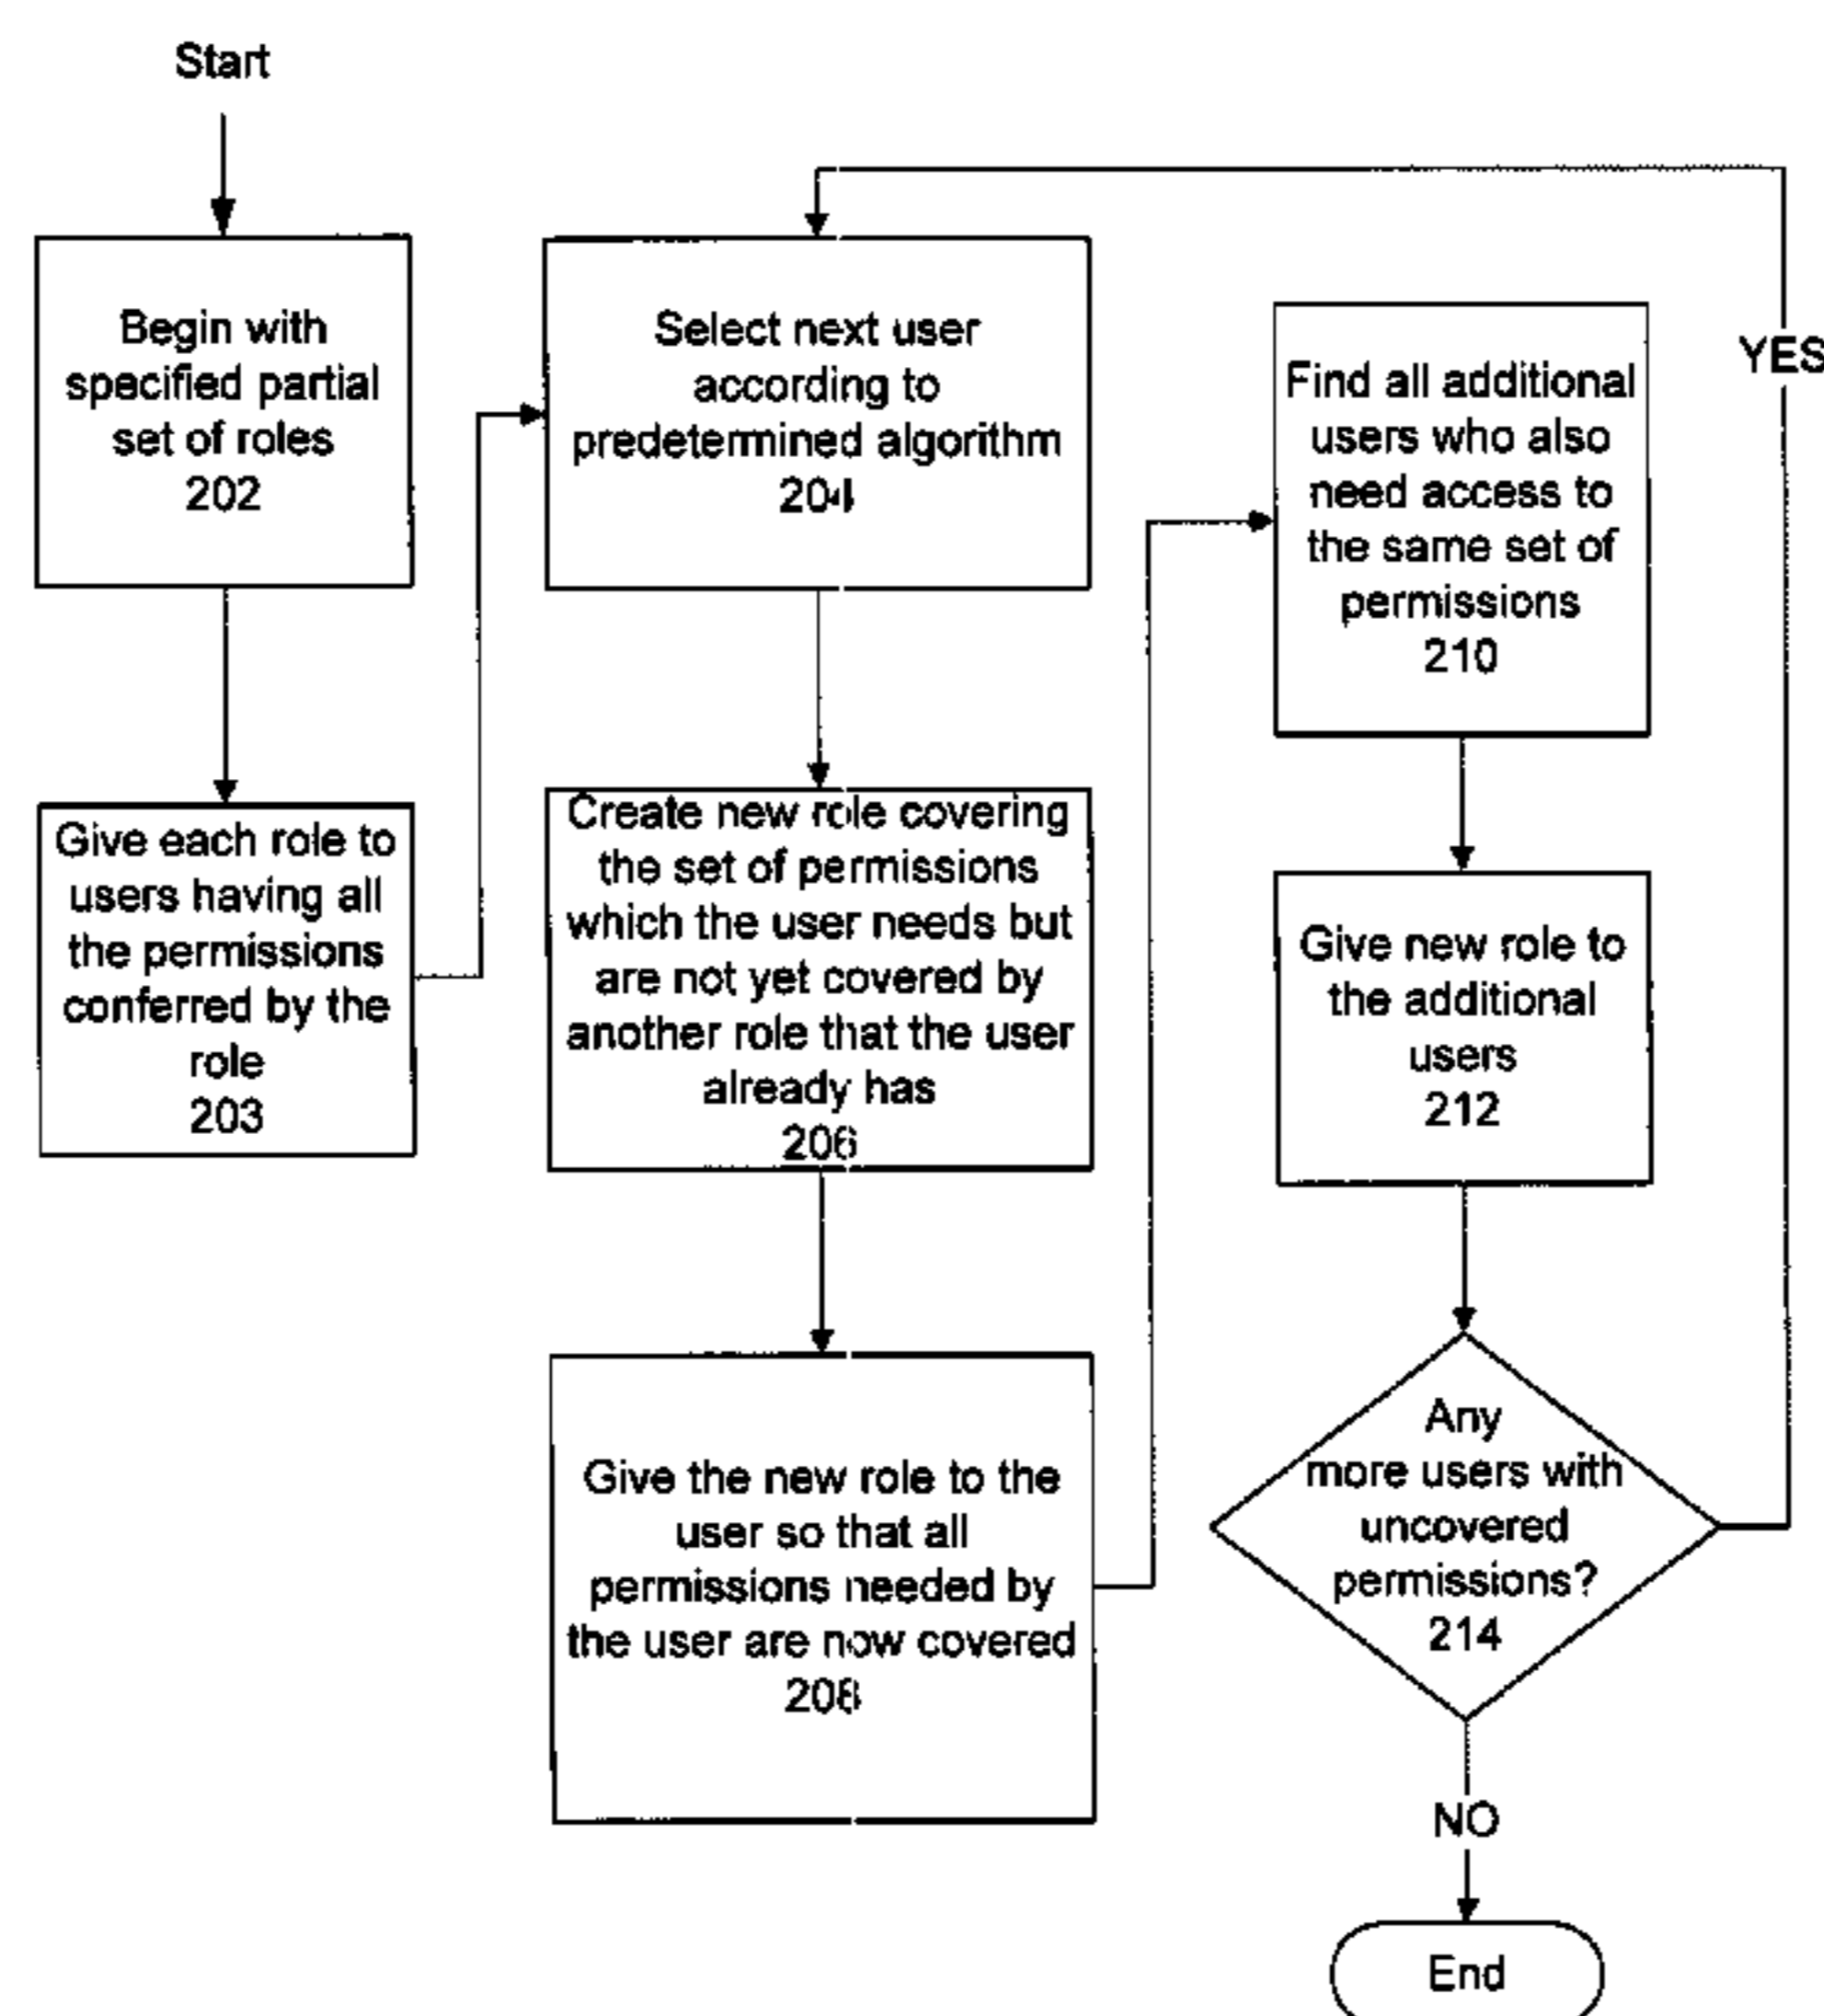 Start
Begin with
specified partial
set of roles
202
Give each role to
users having all
the permissions
conferred by the
role
203
Select next user
according to
predetermined algorithm
204
Create new role covering
the set of permissions
which the user needs but
are not yet covered by
another role that the user
already has
206
Give the new role to the
user so that all
permissions needed by
the user are now covered
208
Find all additional
users who also
need access to
the same set of
permissions
210
Give new role to
the additional
users
212
Any
more users with
uncovered
permissions?
214
YES
NO
End